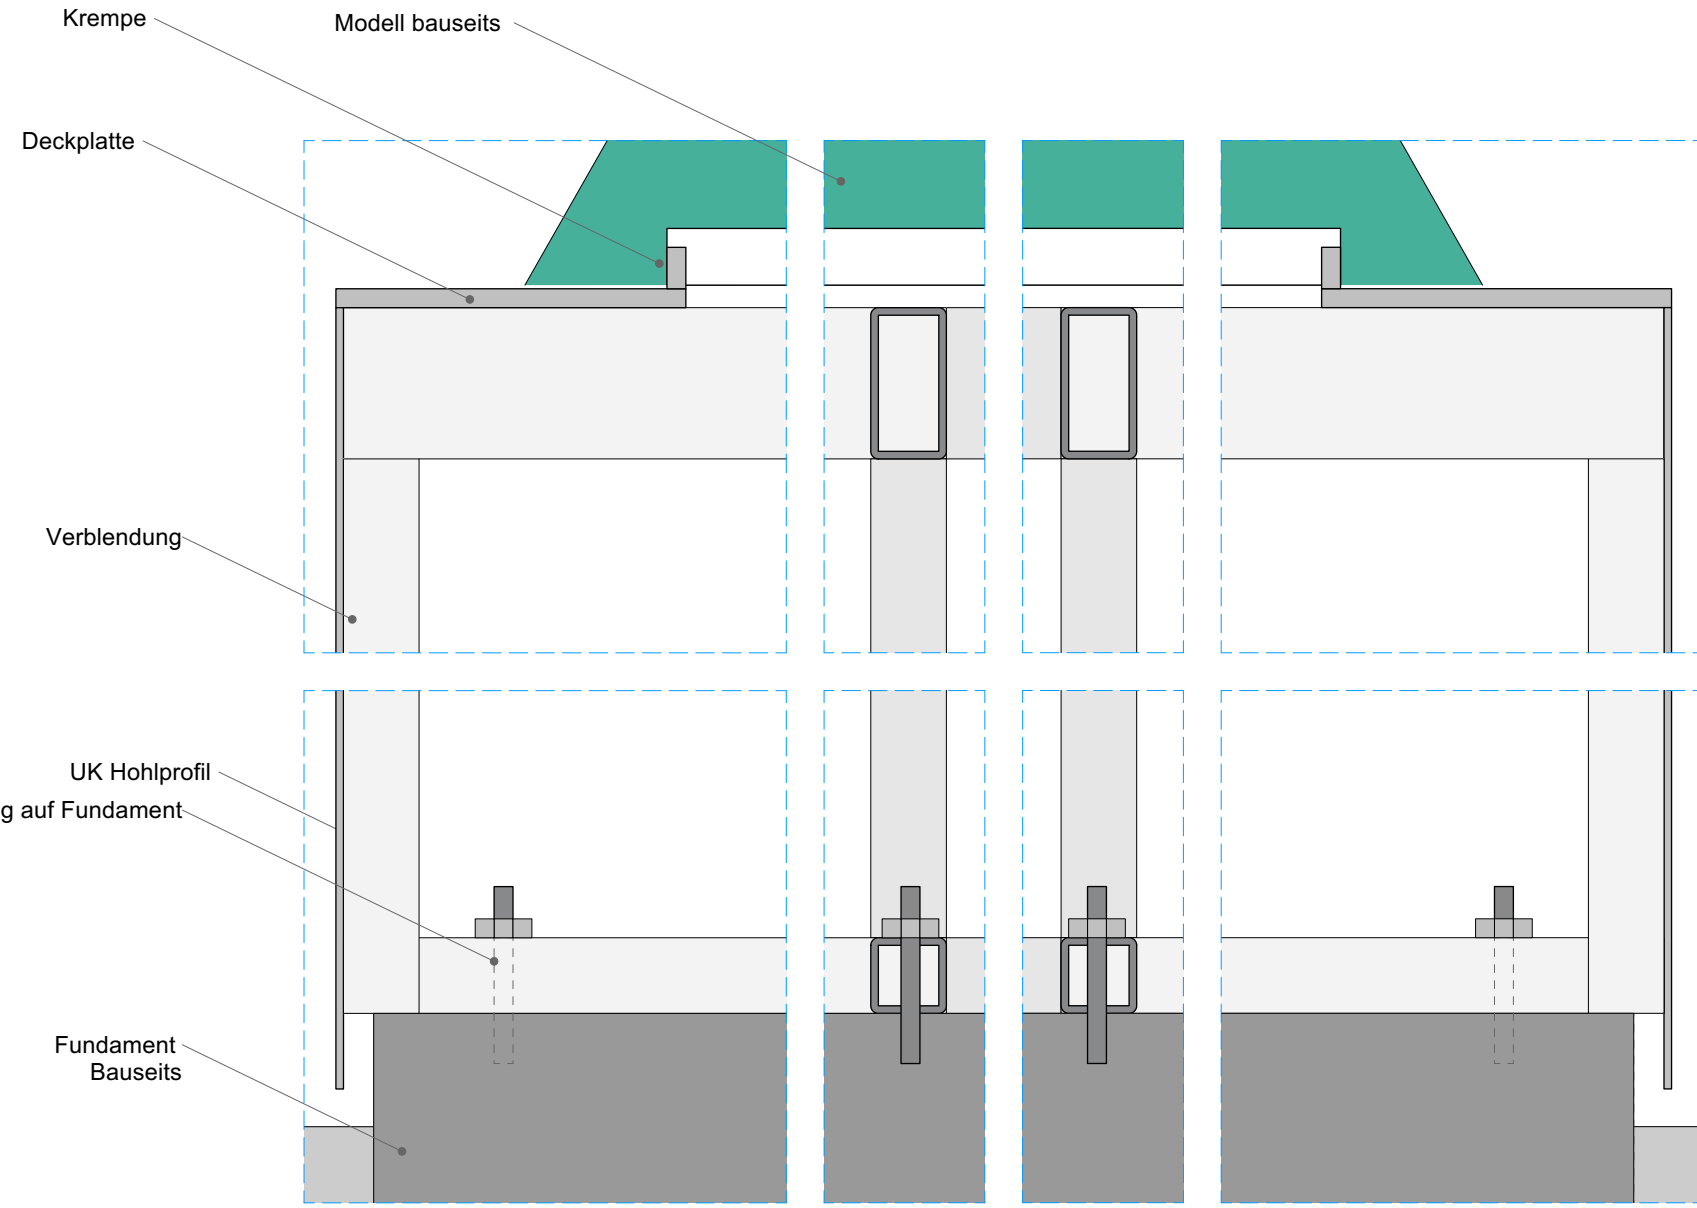 Krempe
Modell bauseits
Deckplatte
Verblendung
UK Hohlprofil
g auf Fundament
Fundament
Bauseits